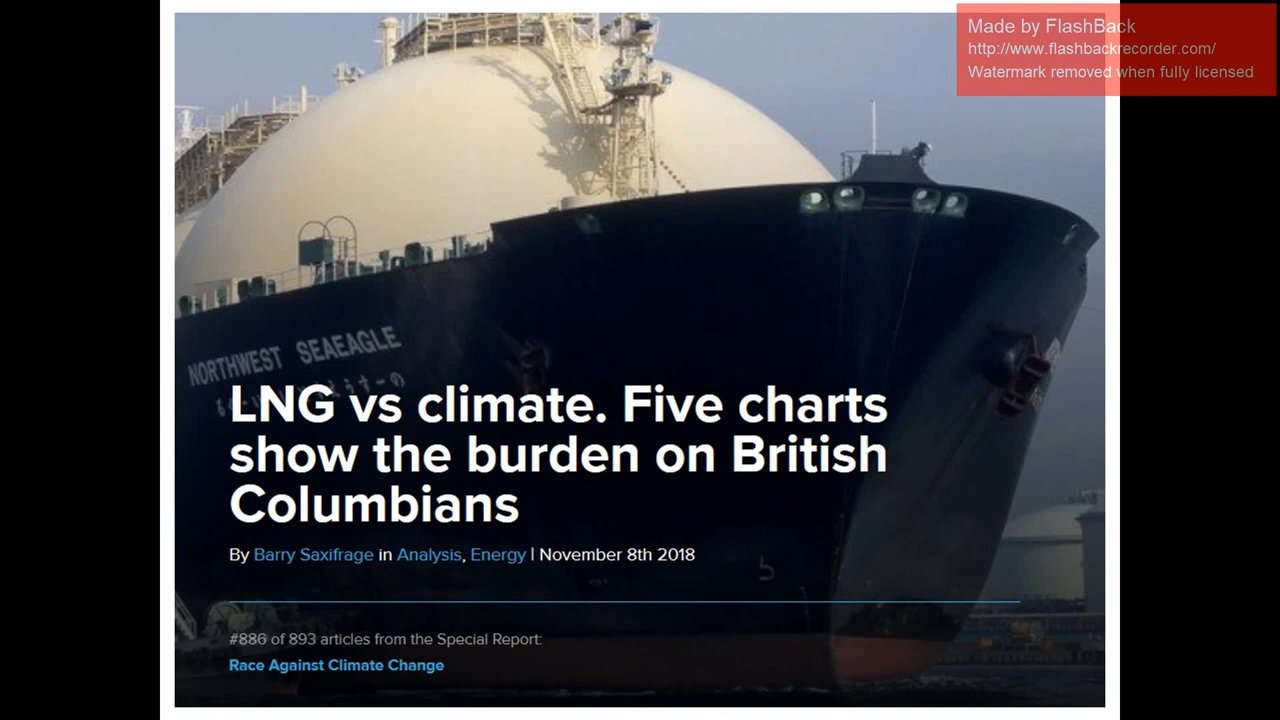 Made by FlashBack
http://www.flashbackrecorder.com/
Watermark removed when fully licensed
NORTHWEST SEAEAGLE
LNG vs climate. Five charts
show the burden on British
Columbians
By Barry Saxifrage in Analysis, Energy | November 8th 2018
#886 of 893 articles from the Special Report:
Race Against Climate Change